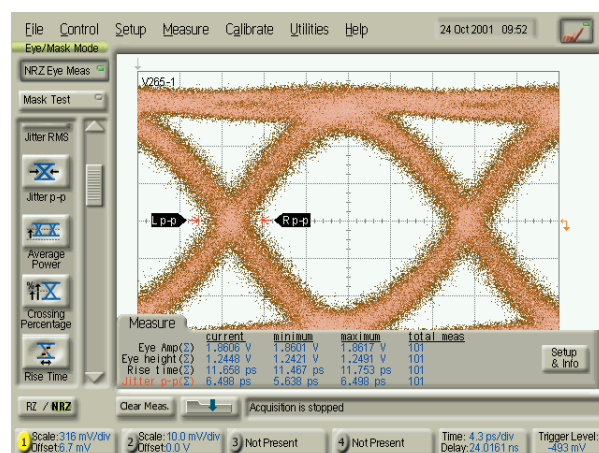 File Control Setup Measure Calibrate Utilities Help 24 Oct 2001 09:52
Eye/Mask Mode
NRZ Eye Meas
Mask Test
Jitter RMS
Jitter p-p
Average
Power
Crossing
Percentage
Rise Time
V265-1
L p-p
R p-p
Measure
current minimum maximum total meas
Eye Amp(Σ) 1.8606 V 1.8601 V 1.8617 V 101
Eye height(Σ) 1.2448 V 1.2421 V 1.2491 V 101
Rise time(Σ) 11.658 ps 11.467 ps 11.753 ps 101
Jitter p-p(Σ) 6.498 ps 5.638 ps 6.498 ps 101
Setup
& Info
RZ / NRZ
Clear Meas.
Acquisition is stopped
1 Scale:316 mV/div
Offset:6.7 mV
2 Scale:10.0 mV/div
Offset:0.0 V
3 Not Present
4 Not Present
Time: 4.3 ps/div
Delay:24.0161 ns
Trigger Level:
-493 mV